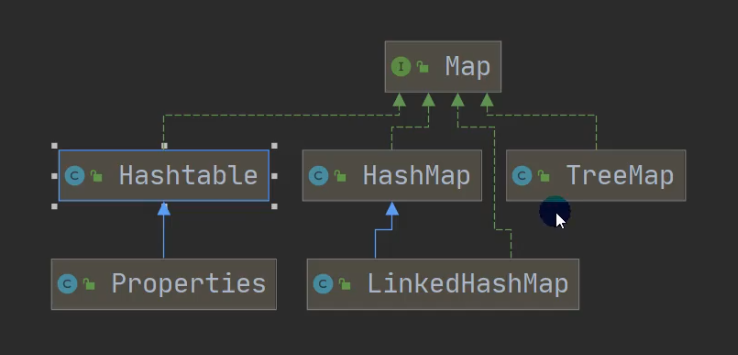 I Map
C Hashtable
C HashMap
C TreeMap
C Properties
C LinkedHashMap